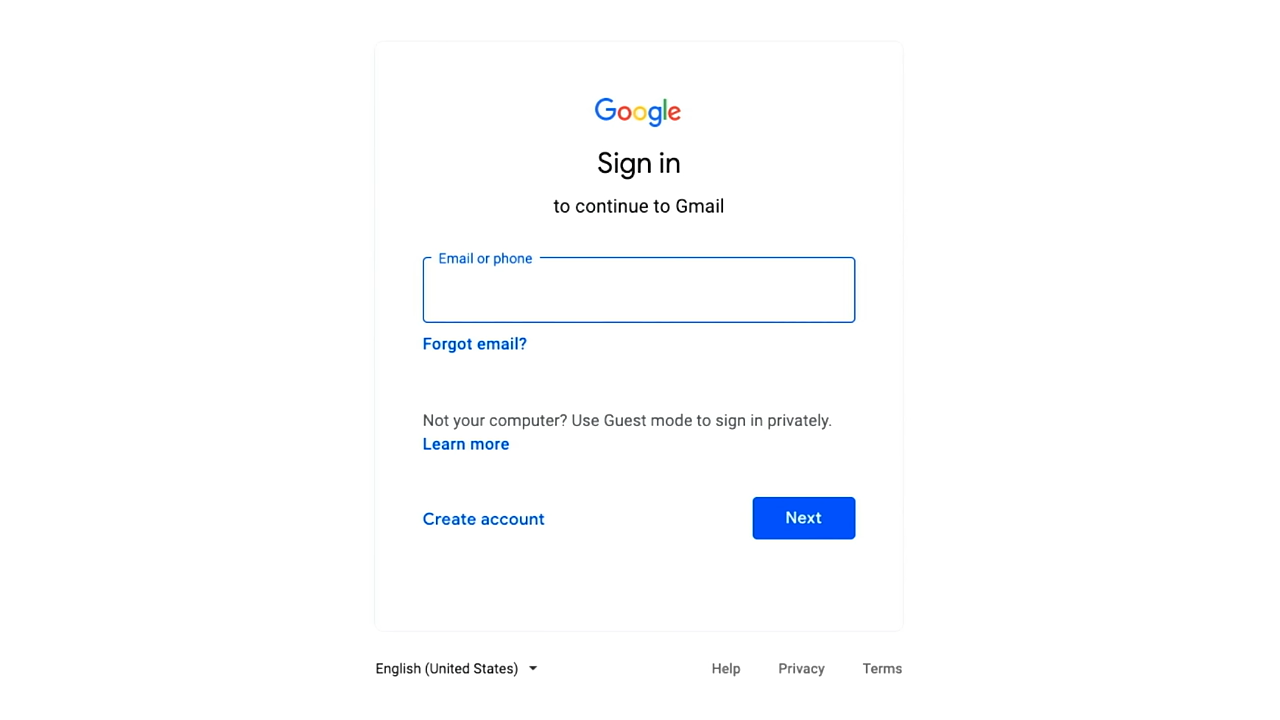 Google
Sign in
to continue to Gmail
Email or phone
Forgot email?
Not your computer? Use Guest mode to sign in privately.
Learn more
Create account
Next
English (United States)
Help
Privacy
Terms